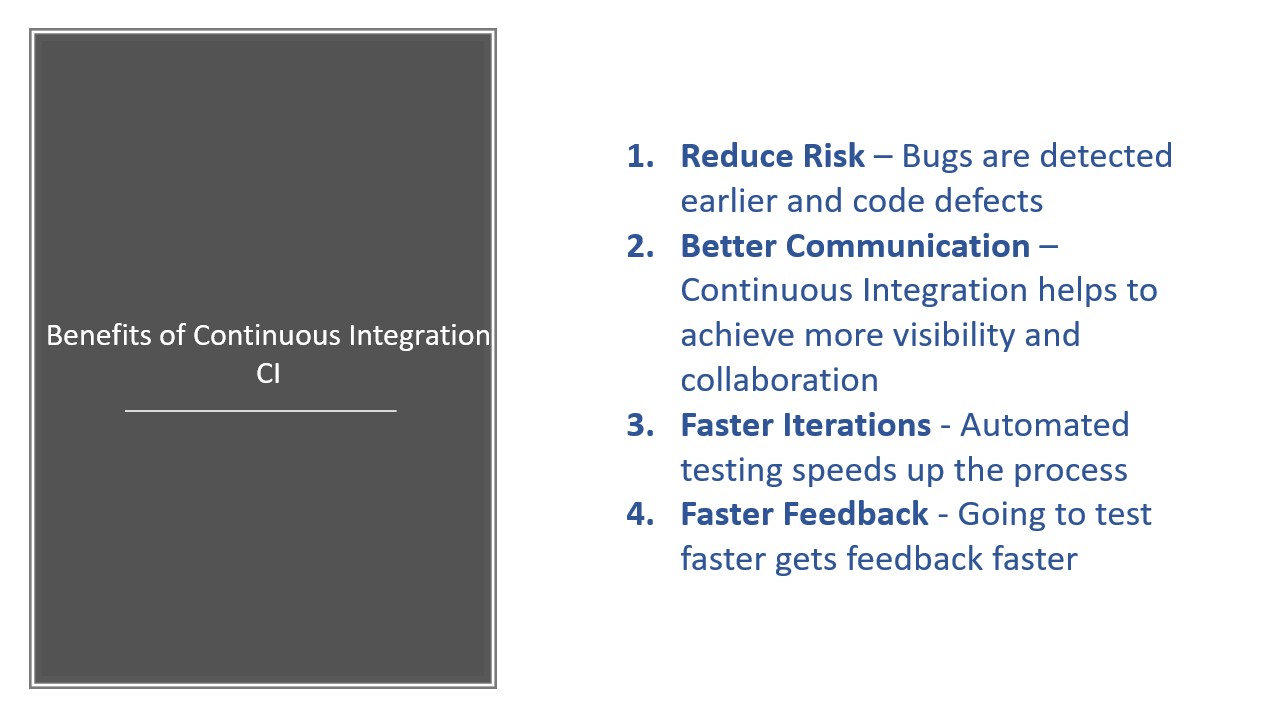 Benefits of Continuous Integration
CI
1. Reduce Risk – Bugs are detected
earlier and code defects
2. Better Communication –
Continuous Integration helps to
achieve more visibility and
collaboration
3. Faster Iterations - Automated
testing speeds up the process
4. Faster Feedback - Going to test
faster gets feedback faster